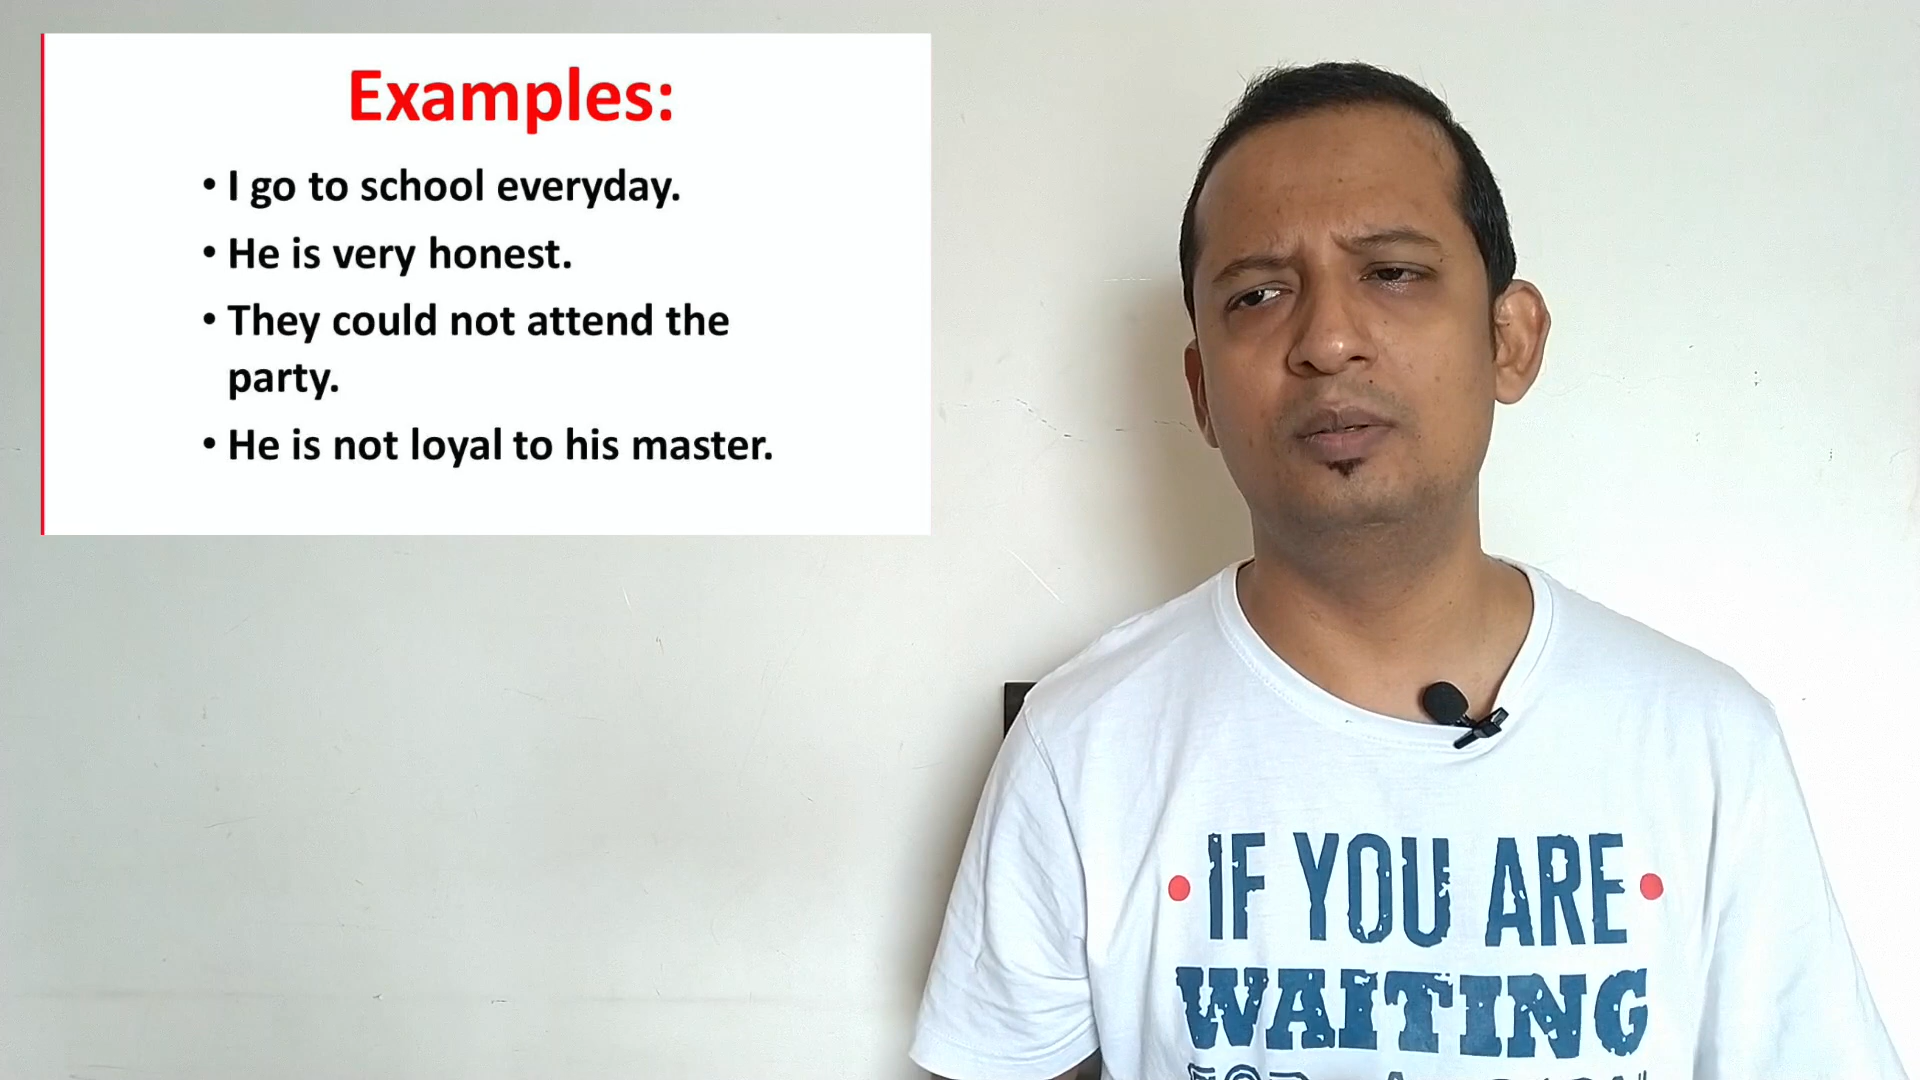 Examples:
• I go to school everyday.
• He is very honest.
• They could not attend the
party.
• He is not loyal to his master.
IF YOU ARE
WAITING